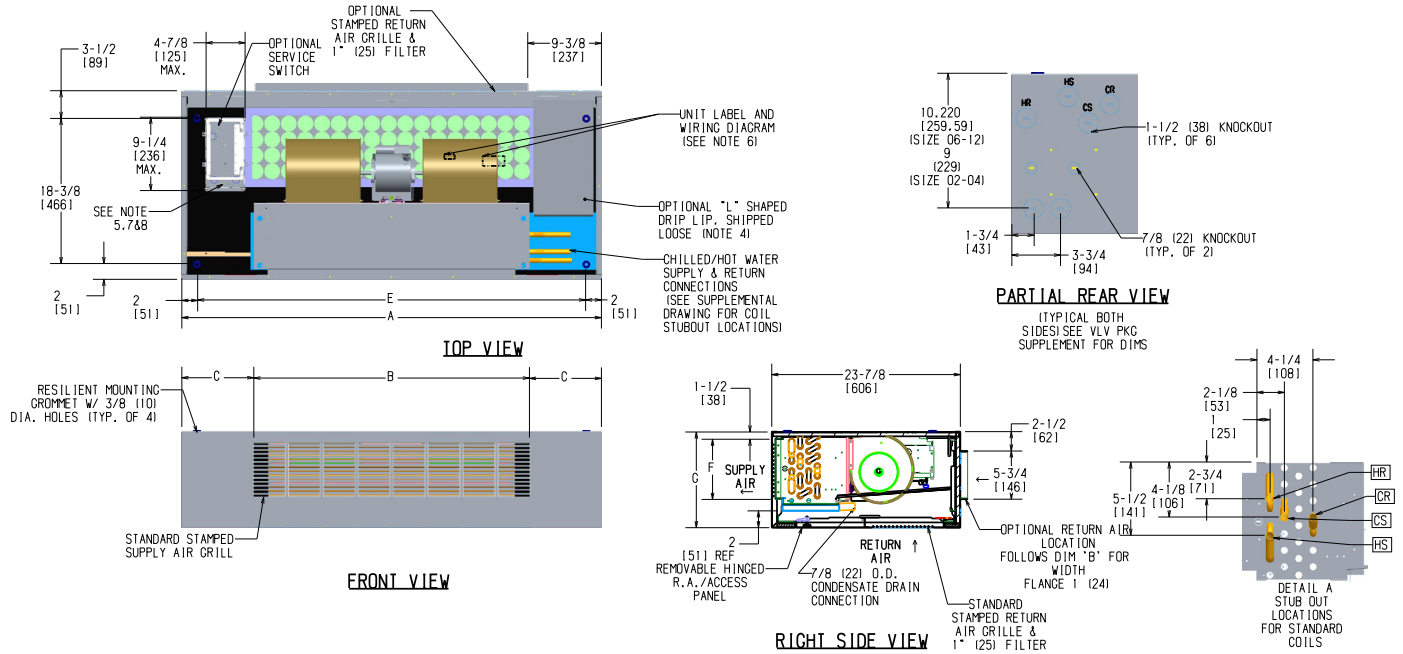 OPTIONAL
STAMPED RETURN
AIR GRILLE &
1" (25) FILTER
4-7/8
[125]
MAX.
OPTIONAL
SERVICE
SWITCH
3-1/2
[89]
9-3/8
[237]
9-1/4
[236]
MAX.
18-3/8
[466]
SEE NOTE
5,7&8
2
[51]
2
[51]
E
A
2
[51]
UNIT LABEL AND
WIRING DIAGRAM
(SEE NOTE 6)
OPTIONAL "L" SHAPED
DRIP LIP, SHIPPED
LOOSE (NOTE 4)
CHILLED/HOT WATER
SUPPLY & RETURN
CONNECTIONS
(SEE SUPPLEMENTAL
DRAWING FOR COIL
STUBOUT LOCATIONS)
TOP VIEW
HS
CR
HR
CS
10.220
[259.59]
(SIZE 06-12)
9
(229)
(SIZE 02-04)
1-1/2 (38) KNOCKOUT
(TYP. OF 6)
7/8 (22) KNOCKOUT
(TYP. OF 2)
1-3/4
[43]
3-3/4
[94]
PARTIAL REAR VIEW
(TYPICAL BOTH
SIDES)SEE VLV PKG
SUPPLEMENT FOR DIMS
C
B
C
RESILIENT MOUNTING
GROMMET W/ 3/8 (10)
DIA. HOLES (TYP. OF 4)
STANDARD STAMPED
SUPPLY AIR GRILL
FRONT VIEW
23-7/8
[606]
1-1/2
[38]
2-1/2
[62]
5-3/4
[146]
G
F
SUPPLY
AIR
2
[51] REF
REMOVABLE HINGED
R.A./ACCESS
PANEL
7/8 (22) O.D.
CONDENSATE DRAIN
CONNECTION
RETURN
AIR
OPTIONAL RETURN AIR
LOCATION
FOLLOWS DIM 'B' FOR
WIDTH
FLANGE 1 (24)
STANDARD
STAMPED RETURN
AIR GRILLE &
1" (25) FILTER
RIGHT SIDE VIEW
4-1/4
[108]
2-1/8
[53]
1
[25]
2-3/4
[71]
4-1/8
[106]
5-1/2
[141]
HR
CR
CS
HS
DETAIL A
STUB OUT
LOCATIONS
FOR STANDARD
COILS